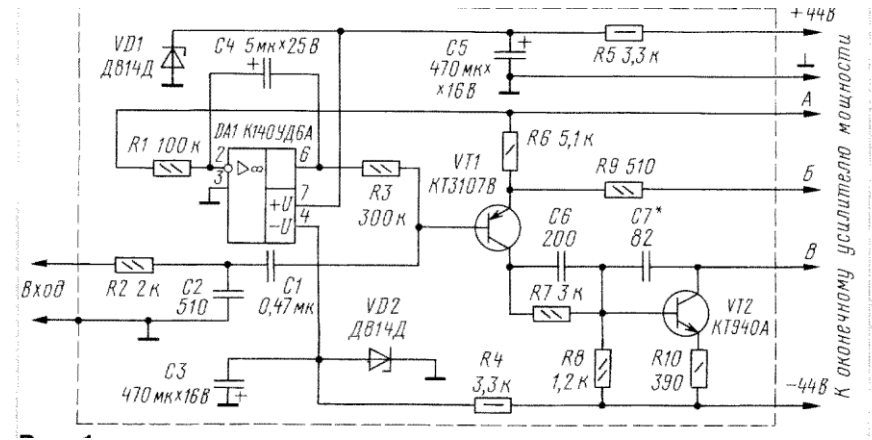 +44В
VD1
Д814Д
C4 5мк×25В
+
C5
470 мк×
×16В
+
R5 3,3к
⊥
А
R1 100к
DA1 К140УД6А
2
3
▷∞
6
7
+U
4
-U
R3
300к
VT1
КТ3107В
R6 5,1к
R9 510
Б
C6
200
C7*
82
В
Вход
R2 2к
C2
510
C1
0,47мк
R7 3к
VT2
КТ940А
VD2
Д814Д
C3
470мк×16В
+
R4
3,3к
R8
1,2к
R10
390
-44В
К оконечному усилителю мощности